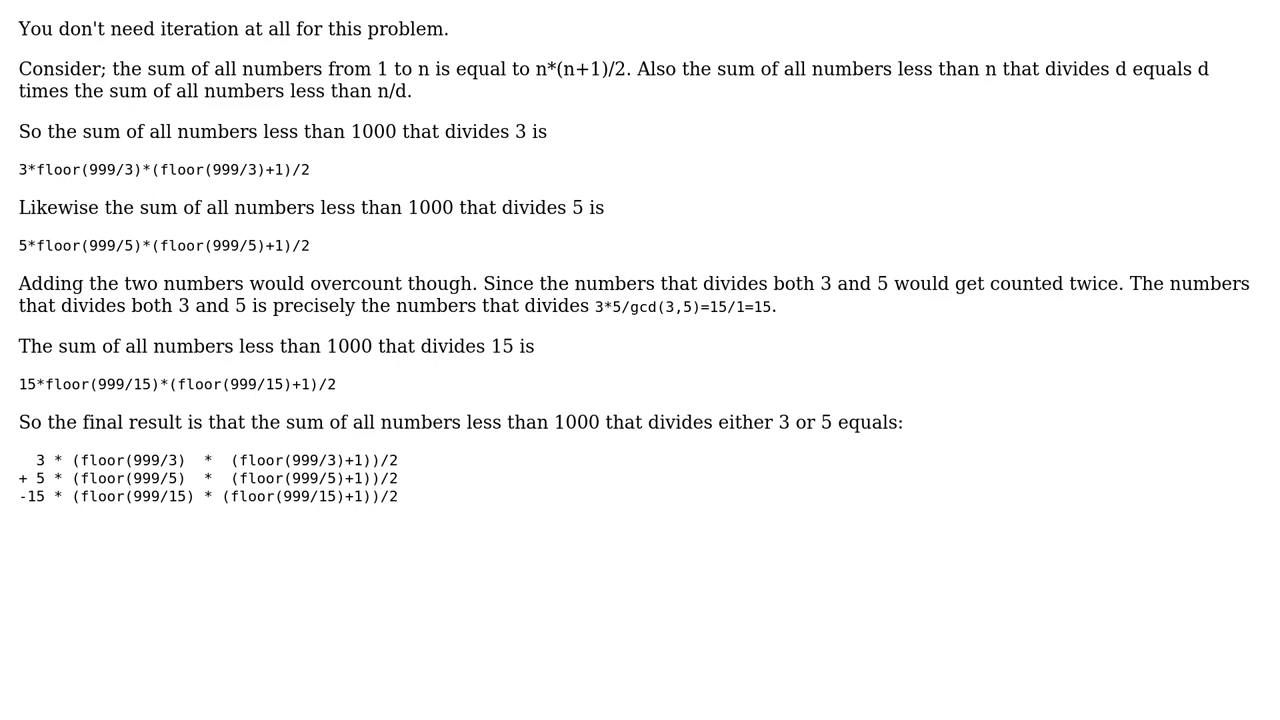 You don't need iteration at all for this problem.
Consider; the sum of all numbers from 1 to n is equal to n*(n+1)/2. Also the sum of all numbers less than n that divides d equals d
times the sum of all numbers less than n/d.
So the sum of all numbers less than 1000 that divides 3 is
3*floor(999/3)*(floor(999/3)+1)/2
Likewise the sum of all numbers less than 1000 that divides 5 is
5*floor(999/5)*(floor(999/5)+1)/2
Adding the two numbers would overcount though. Since the numbers that divides both 3 and 5 would get counted twice. The numbers
that divides both 3 and 5 is precisely the numbers that divides 3*5/gcd(3,5)=15/1=15.
The sum of all numbers less than 1000 that divides 15 is
15*floor(999/15)*(floor(999/15)+1)/2
So the final result is that the sum of all numbers less than 1000 that divides either 3 or 5 equals:
  3 * (floor(999/3)  *  (floor(999/3)+1))/2
+ 5 * (floor(999/5)  *  (floor(999/5)+1))/2
-15 * (floor(999/15) * (floor(999/15)+1))/2